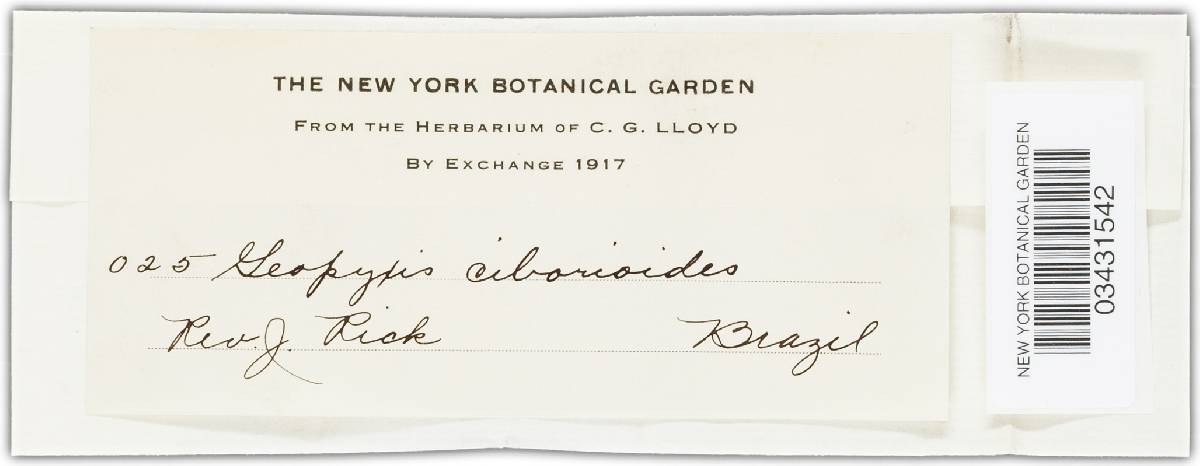 THE NEW YORK BOTANICAL GARDEN
FROM THE HERBARIUM OF C. G. LLOYD
BY EXCHANGE 1917
025 Geopyxis ciborioides
Rev. J. Rick Brazil
NEW YORK BOTANICAL GARDEN
03431542